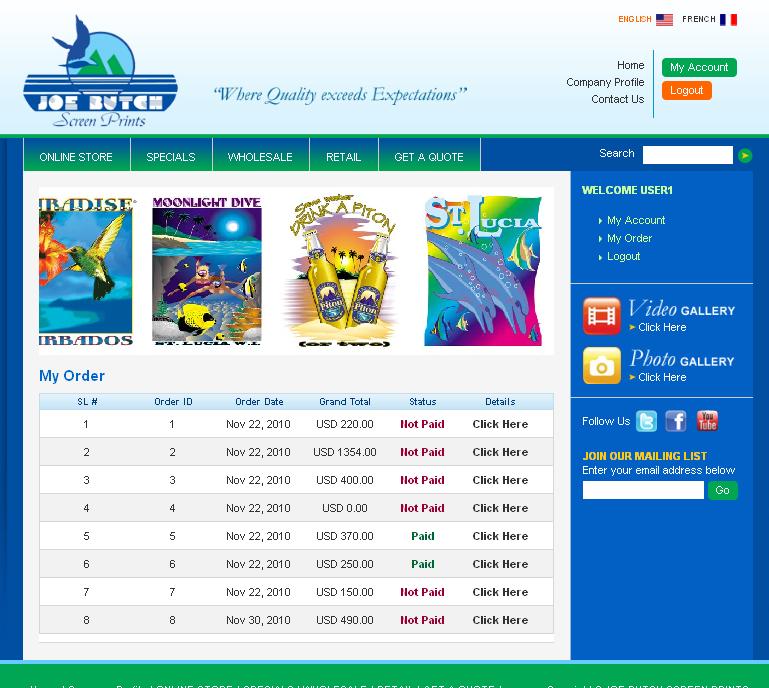 ENGLISH FRENCH
Home
Company Profile
Contact Us
My Account
Logout
JOE BUTCH
Screen Prints
“Where Quality exceeds Expectations”
ONLINE STORE SPECIALS WHOLESALE RETAIL GET A QUOTE
Search
RADISE
RBADOS
MOONLIGHT DIVE
ST. LUCIA W.I.
DRINK A PITON
Piton
Piton
(or two)
ST. LUCIA
WELCOME USER1
My Account
My Order
Logout
Video GALLERY
Click Here
Photo GALLERY
Click Here
Follow Us
You
Tube
JOIN OUR MAILING LIST
Enter your email address below
Go
My Order
SL # Order ID Order Date Grand Total Status Details
1 1 Nov 22, 2010 USD 220.00 Not Paid Click Here
2 2 Nov 22, 2010 USD 1354.00 Not Paid Click Here
3 3 Nov 22, 2010 USD 400.00 Not Paid Click Here
4 4 Nov 22, 2010 USD 0.00 Not Paid Click Here
5 5 Nov 22, 2010 USD 370.00 Paid Click Here
6 6 Nov 22, 2010 USD 250.00 Paid Click Here
7 7 Nov 22, 2010 USD 150.00 Not Paid Click Here
8 8 Nov 30, 2010 USD 490.00 Not Paid Click Here